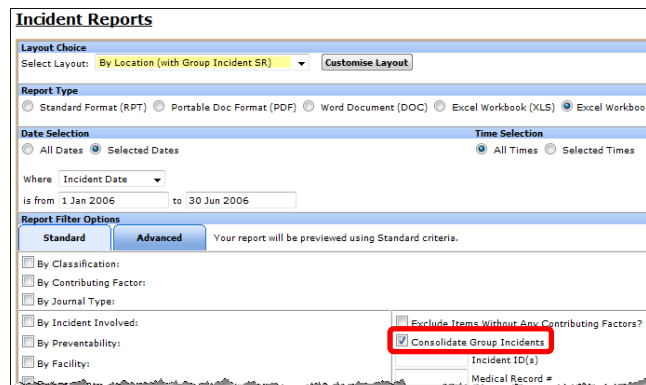 Incident Reports
Layout Choice
Select Layout: By Location (with Group Incident SR) Customise Layout
Report Type
Standard Format (RPT) Portable Doc Format (PDF) Word Document (DOC) Excel Workbook (XLS) Excel Workboo
Date Selection Time Selection
All Dates Selected Dates All Times Selected Times
Where Incident Date
is from 1 Jan 2006 to 30 Jun 2006
Report Filter Options
Standard Advanced Your report will be previewed using Standard criteria.
By Classification:
By Contributing Factor:
By Journal Type:
By Incident Involved: Exclude Items Without Any Contributing Factors?
By Preventability: Consolidate Group Incidents
By Facility: Incident ID(s)
Medical Record #